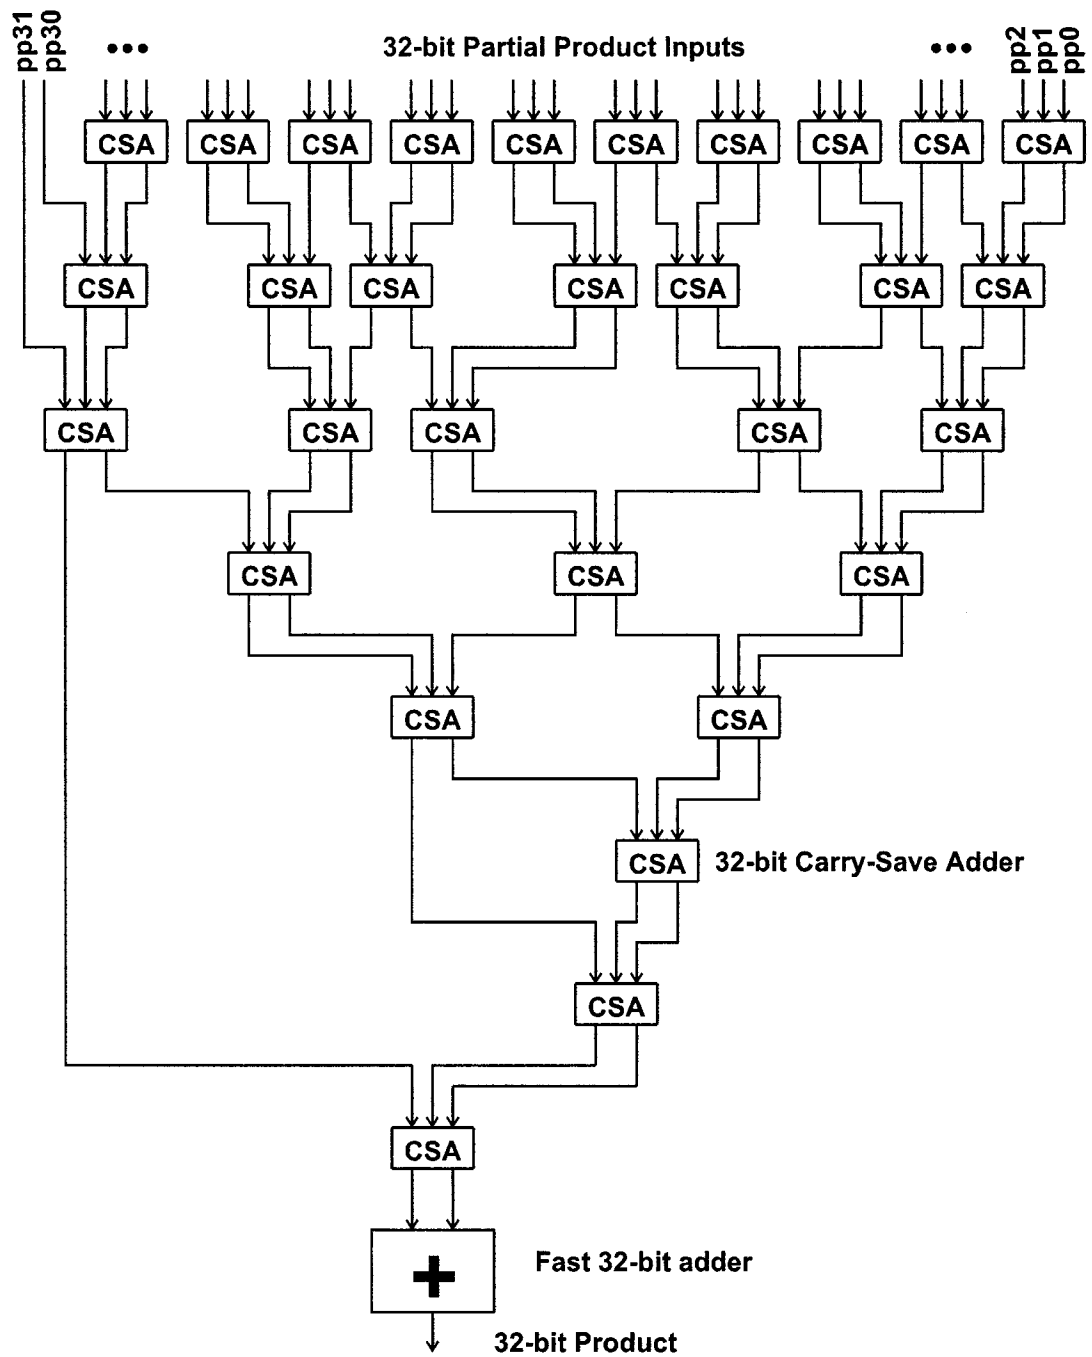 pp31
pp30
•••
32-bit Partial Product Inputs
•••
pp2
pp1
pp0
CSA CSA CSA CSA CSA CSA CSA CSA CSA CSA
CSA CSA CSA CSA CSA CSA CSA
CSA CSA CSA CSA CSA
CSA CSA CSA
CSA CSA
CSA 32-bit Carry-Save Adder
CSA
CSA
+ Fast 32-bit adder
32-bit Product